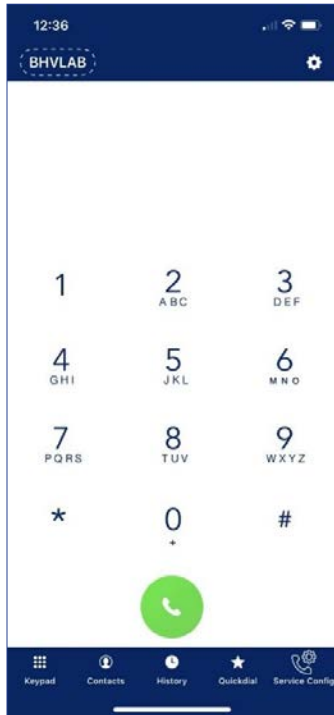 12:36
BHVLAB
1 2 3
ABC DEF
4 5 6
GHI JKL MNO
7 8 9
PQRS TUV WXYZ
* 0 #
+
Keypad Contacts History Quickdial Service Config